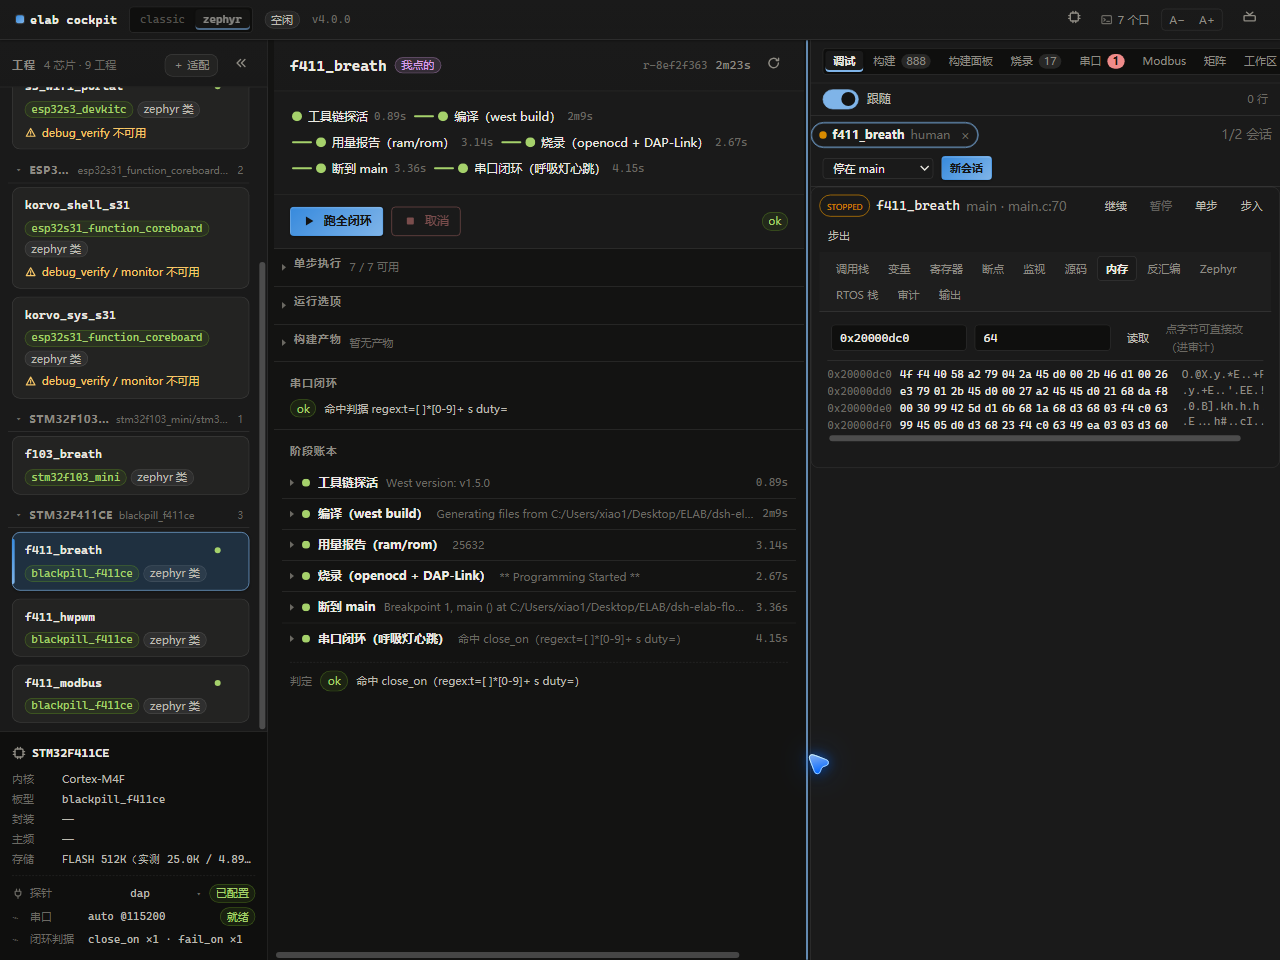 elab cockpit classic zephyr 空闲 v4.0.0 7 个口 A− A+
工程 4 芯片 · 9 工程 + 适配
esp32s3_devkitc zephyr 类
debug_verify 不可用
ESP3... esp32s31_function_coreboard... 2
korvo_shell_s31
esp32s31_function_coreboard
zephyr 类
debug_verify / monitor 不可用
korvo_sys_s31
esp32s31_function_coreboard
zephyr 类
debug_verify / monitor 不可用
STM32F103... stm32f103_mini/stm3... 1
f103_breath
stm32f103_mini zephyr 类
STM32F411CE blackpill_f411ce 3
f411_breath
blackpill_f411ce zephyr 类
f411_hwpwm
blackpill_f411ce zephyr 类
f411_modbus
blackpill_f411ce zephyr 类
STM32F411CE
内核 Cortex-M4F
板型 blackpill_f411ce
封装 —
主频 —
存储 FLASH 512K（实测 25.0K / 4.89...
探针 dap 已配置
串口 auto @115200 就绪
闭环判据 close_on ×1 · fail_on ×1
f411_breath 我点的 r-8ef2f363 2m23s
工具链探活 0.89s 编译（west build） 2m9s
用量报告（ram/rom） 3.14s 烧录（openocd + DAP-Link） 2.67s
断到 main 3.36s 串口闭环（呼吸灯心跳） 4.15s
跑全闭环 取消 ok
单步执行 7 / 7 可用
运行选项
构建产物 暂无产物
串口闭环
ok 命中判据 regex:t=[ ]*[0-9]+ s duty=
阶段账本
工具链探活 West version: v1.5.0 0.89s
编译（west build） Generating files from C:/Users/xiao1/Desktop/ELAB/dsh-el... 2m9s
用量报告（ram/rom） 25632 3.14s
烧录（openocd + DAP-Link） ** Programming Started ** 2.67s
断到 main Breakpoint 1, main () at C:/Users/xiao1/Desktop/ELAB/dsh-elab-flo... 3.36s
串口闭环（呼吸灯心跳） 命中 close_on（regex:t=[ ]*[0-9]+ s duty=） 4.15s
判定 ok 命中 close_on（regex:t=[ ]*[0-9]+ s duty=）
调试 构建 888 构建面板 烧录 17 串口 1 Modbus 矩阵 工作区
跟随 0 行
f411_breath human × 1/2 会话
停在 main 新会话
STOPPED f411_breath main · main.c:70 继续 暂停 单步 步入
步出
调用栈 变量 寄存器 断点 监视 源码 内存 反汇编 Zephyr
RTOS 栈 审计 输出
0x20000dc0 64 读取 点字节可直接改（进审计）
0x20000dc0 4f f4 40 58 a2 79 04 2a 45 d0 00 2b 46 d1 00 26 O.@X.y.*E..+F
0x20000dd0 e3 79 01 2b 45 d0 00 27 a2 45 45 d0 21 68 da f8 .y.+E..'.EE.!
0x20000de0 00 30 99 42 5d d1 6b 68 1a 68 d3 68 03 f4 c0 63 .0.B].kh.h.h
0x20000df0 99 45 05 d0 d3 68 23 f4 c0 63 49 ea 03 03 d3 60 .E...h#..cI..